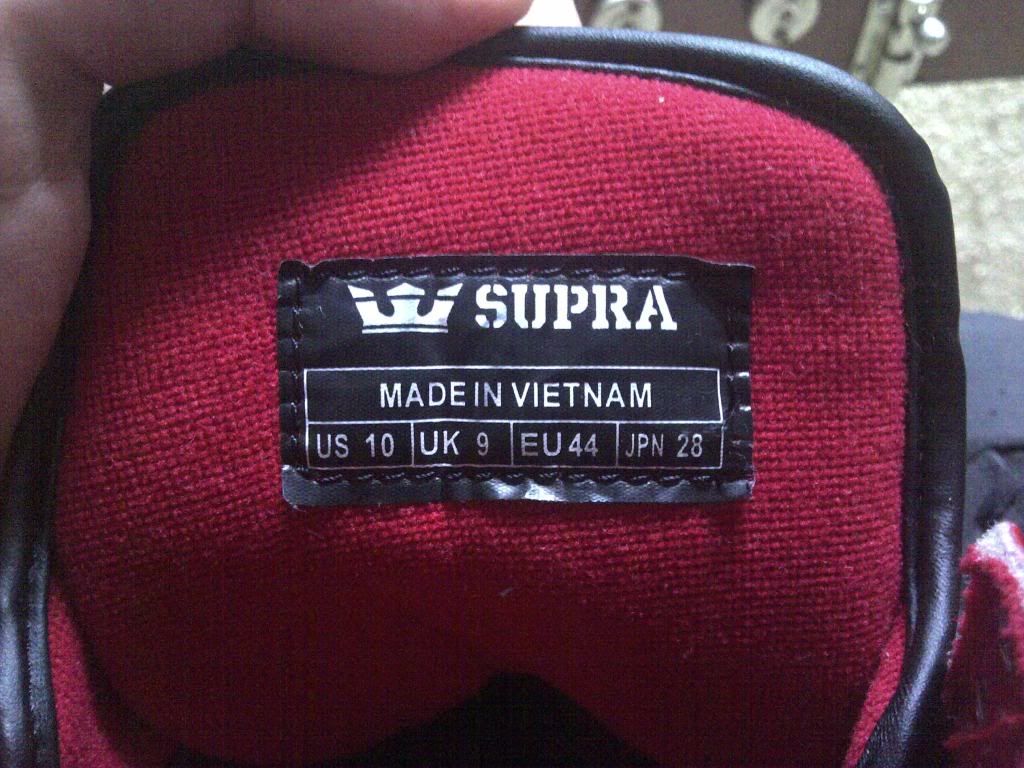 SUPRA
MADE IN VIETNAM
US 10 UK 9 EU 44 JPN 28